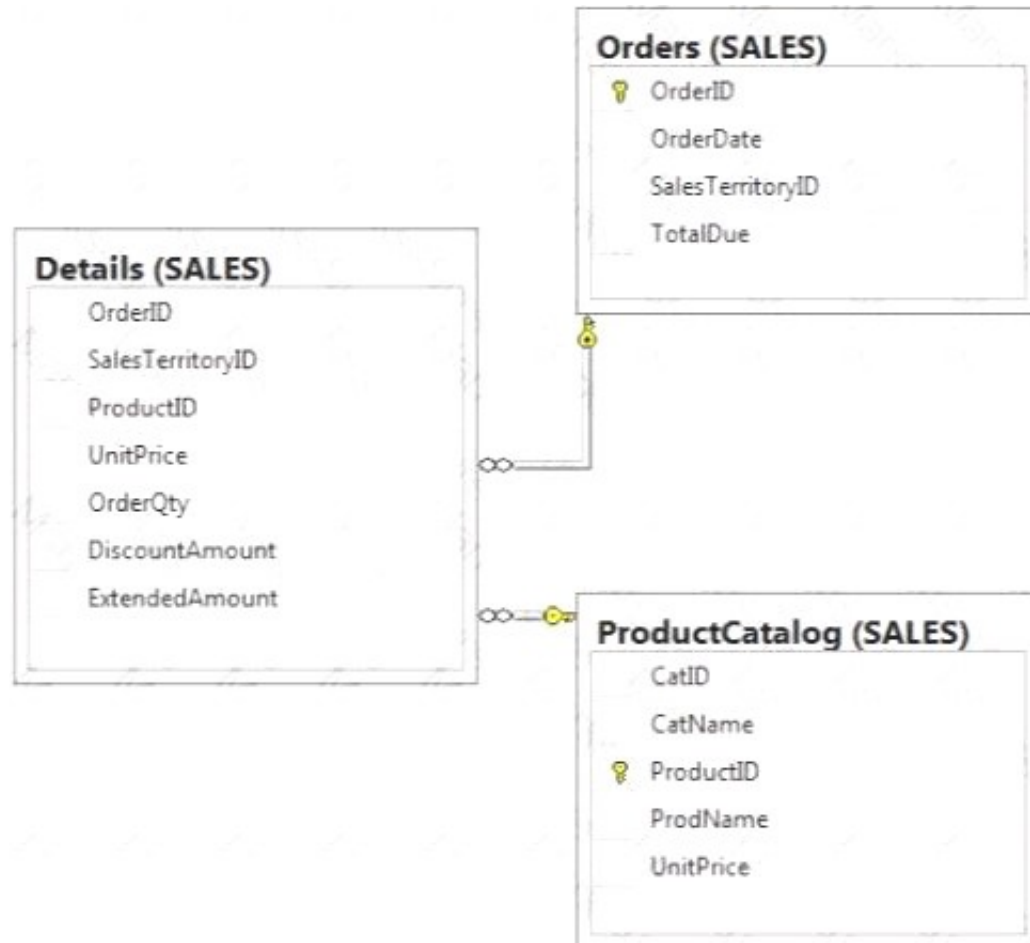 Orders (SALES)
OrderID
OrderDate
SalesTerritoryID
TotalDue
Details (SALES)
OrderID
SalesTerritoryID
ProductID
UnitPrice
OrderQty
DiscountAmount
ExtendedAmount
ProductCatalog (SALES)
CatID
CatName
ProductID
ProdName
UnitPrice